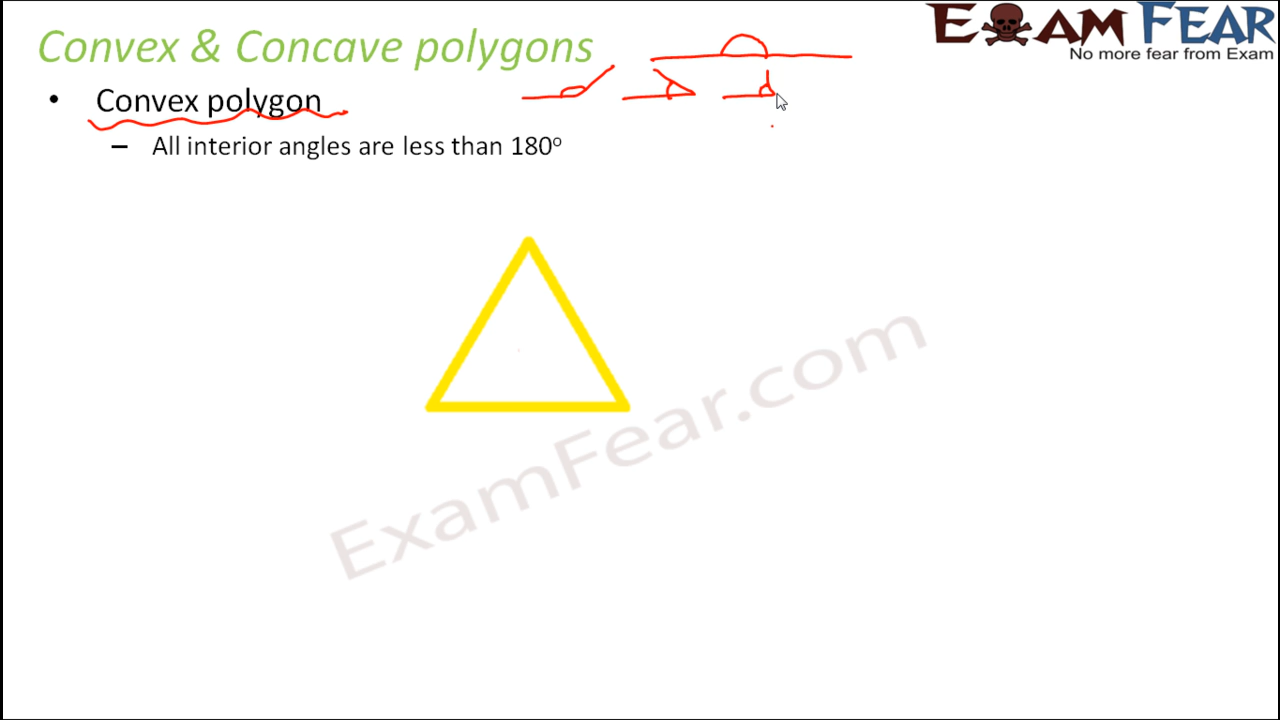 Convex & Concave polygons
EXAM FEAR
No more fear from Exam
• Convex polygon
– All interior angles are less than 180º
ExamFear.com